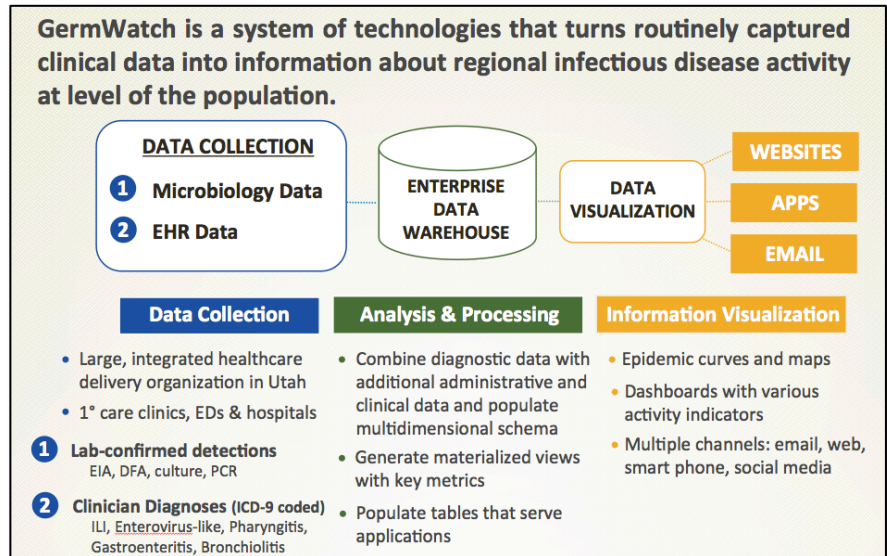 GermWatch is a system of technologies that turns routinely captured
clinical data into information about regional infectious disease activity
at level of the population.
DATA COLLECTION
1 Microbiology Data
2 EHR Data
ENTERPRISE
DATA
WAREHOUSE
DATA
VISUALIZATION
WEBSITES
APPS
EMAIL
Data Collection
• Large, integrated healthcare
delivery organization in Utah
• 1° care clinics, EDs & hospitals
1 Lab-confirmed detections
EIA, DFA, culture, PCR
2 Clinician Diagnoses (ICD-9 coded)
ILI, Enterovirus-like, Pharyngitis,
Gastroenteritis, Bronchiolitis
Analysis & Processing
• Combine diagnostic data with
additional administrative and
clinical data and populate
multidimensional schema
• Generate materialized views
with key metrics
• Populate tables that serve
applications
Information Visualization
• Epidemic curves and maps
• Dashboards with various
activity indicators
• Multiple channels: email, web,
smart phone, social media